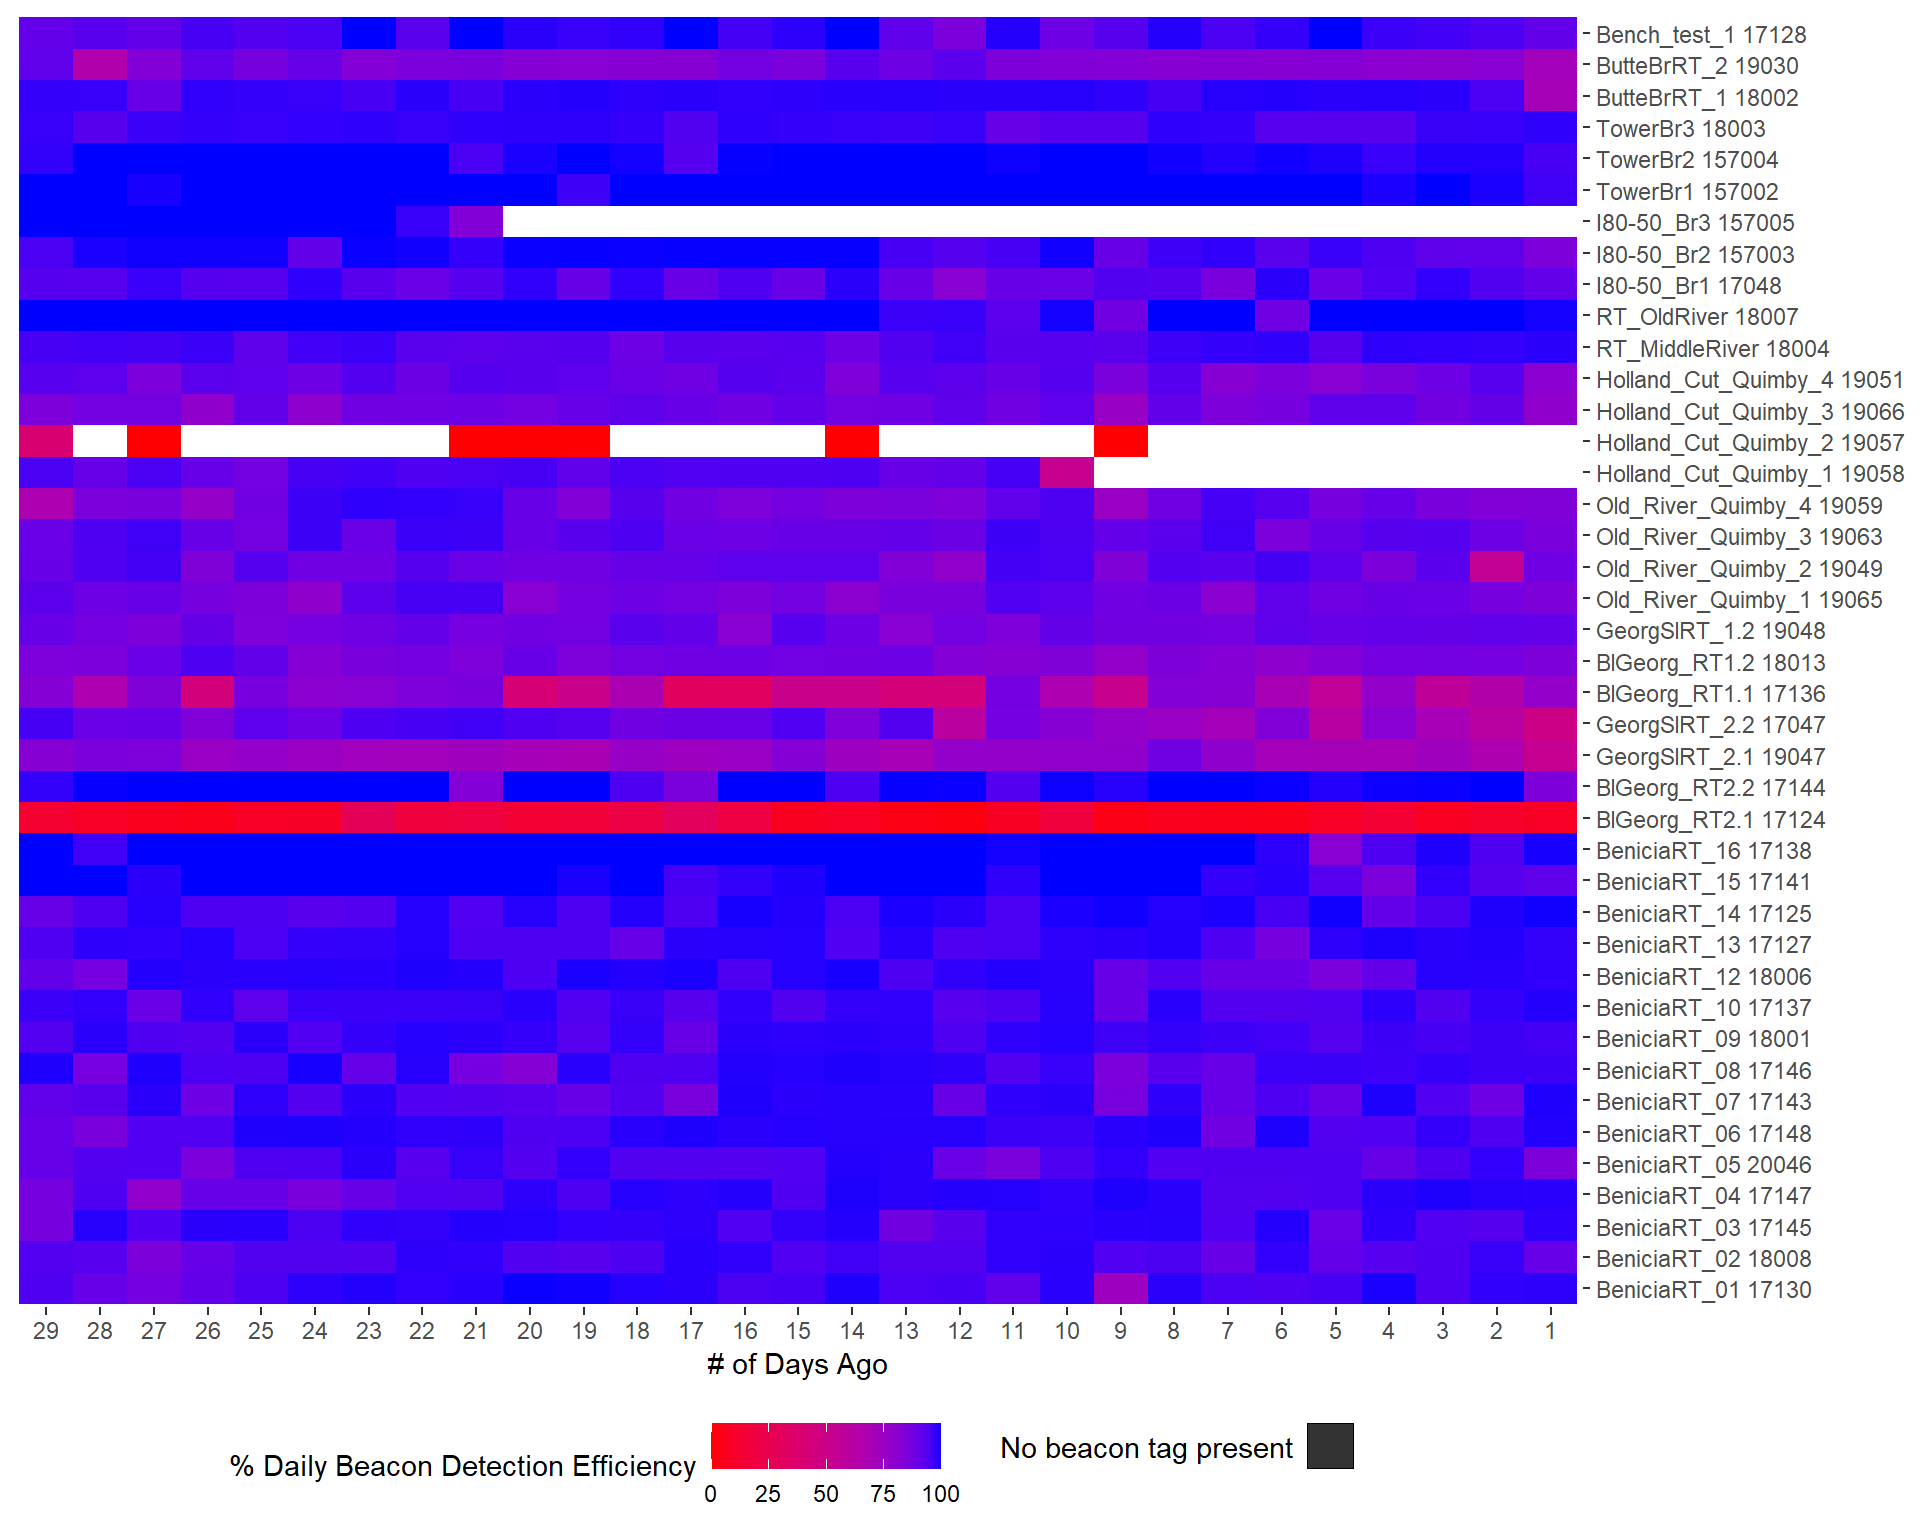 Bench_test_1 17128
ButteBrRT_2 19030
ButteBrRT_1 18002
TowerBr3 18003
TowerBr2 157004
TowerBr1 157002
I80-50_Br3 157005
I80-50_Br2 157003
I80-50_Br1 17048
RT_OldRiver 18007
RT_MiddleRiver 18004
Holland_Cut_Quimby_4 19051
Holland_Cut_Quimby_3 19066
Holland_Cut_Quimby_2 19057
Holland_Cut_Quimby_1 19058
Old_River_Quimby_4 19059
Old_River_Quimby_3 19063
Old_River_Quimby_2 19049
Old_River_Quimby_1 19065
GeorgSlRT_1.2 19048
BlGeorg_RT1.2 18013
BlGeorg_RT1.1 17136
GeorgSlRT_2.2 17047
GeorgSlRT_2.1 19047
BlGeorg_RT2.2 17144
BlGeorg_RT2.1 17124
BeniciaRT_16 17138
BeniciaRT_15 17141
BeniciaRT_14 17125
BeniciaRT_13 17127
BeniciaRT_12 18006
BeniciaRT_10 17137
BeniciaRT_09 18001
BeniciaRT_08 17146
BeniciaRT_07 17143
BeniciaRT_06 17148
BeniciaRT_05 20046
BeniciaRT_04 17147
BeniciaRT_03 17145
BeniciaRT_02 18008
BeniciaRT_01 17130
29 28 27 26 25 24 23 22 21 20 19 18 17 16 15 14 13 12 11 10 9 8 7 6 5 4 3 2 1
# of Days Ago
% Daily Beacon Detection Efficiency
0 25 50 75 100
No beacon tag present